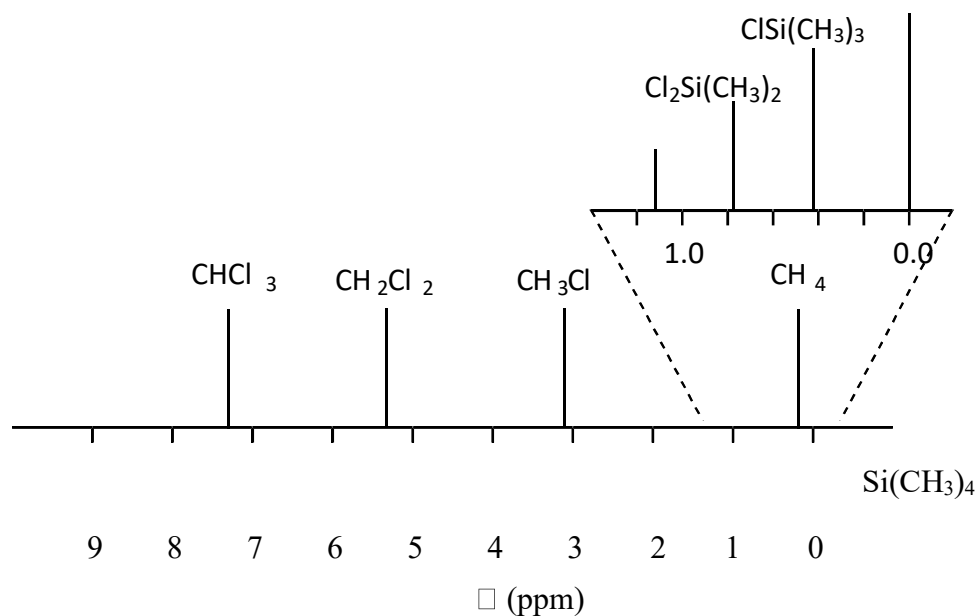 ClSi(CH₃)₃
Cl₂Si(CH₃)₂
1.0 0.0
CHCl ₃ CH ₂Cl ₂ CH ₃Cl CH ₄
Si(CH₃)₄
9 8 7 6 5 4 3 2 1 0
□ (ppm)